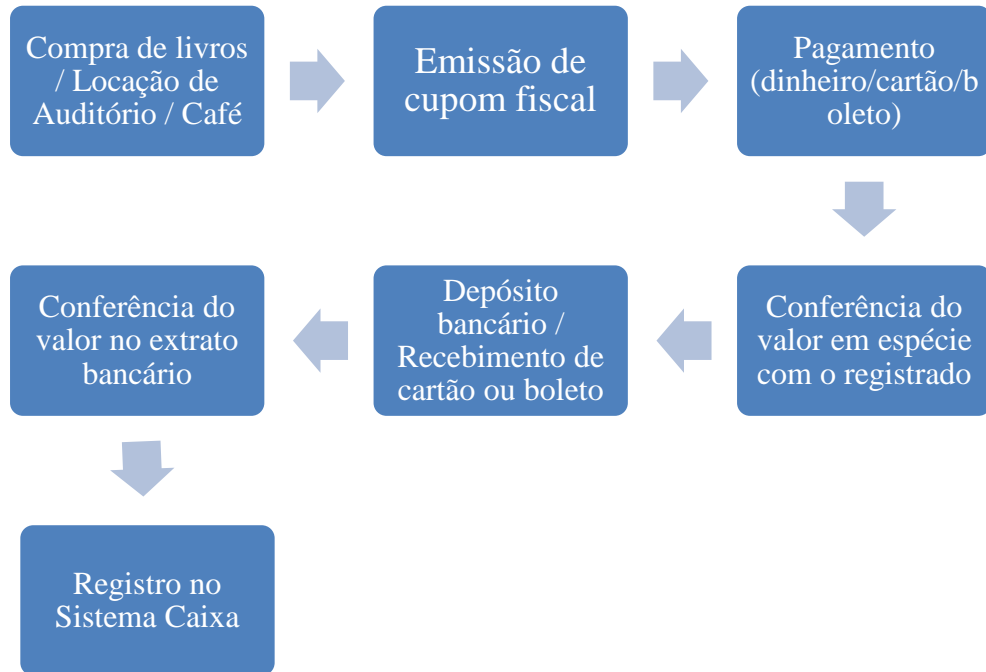 Compra de livros
/ Locação de
Auditório / Café
Emissão de
cupom fiscal
Pagamento
(dinheiro/cartão/b
oleto)
Conferência do
valor em espécie
com o registrado
Depósito
bancário /
Recebimento de
cartão ou boleto
Conferência do
valor no extrato
bancário
Registro no
Sistema Caixa